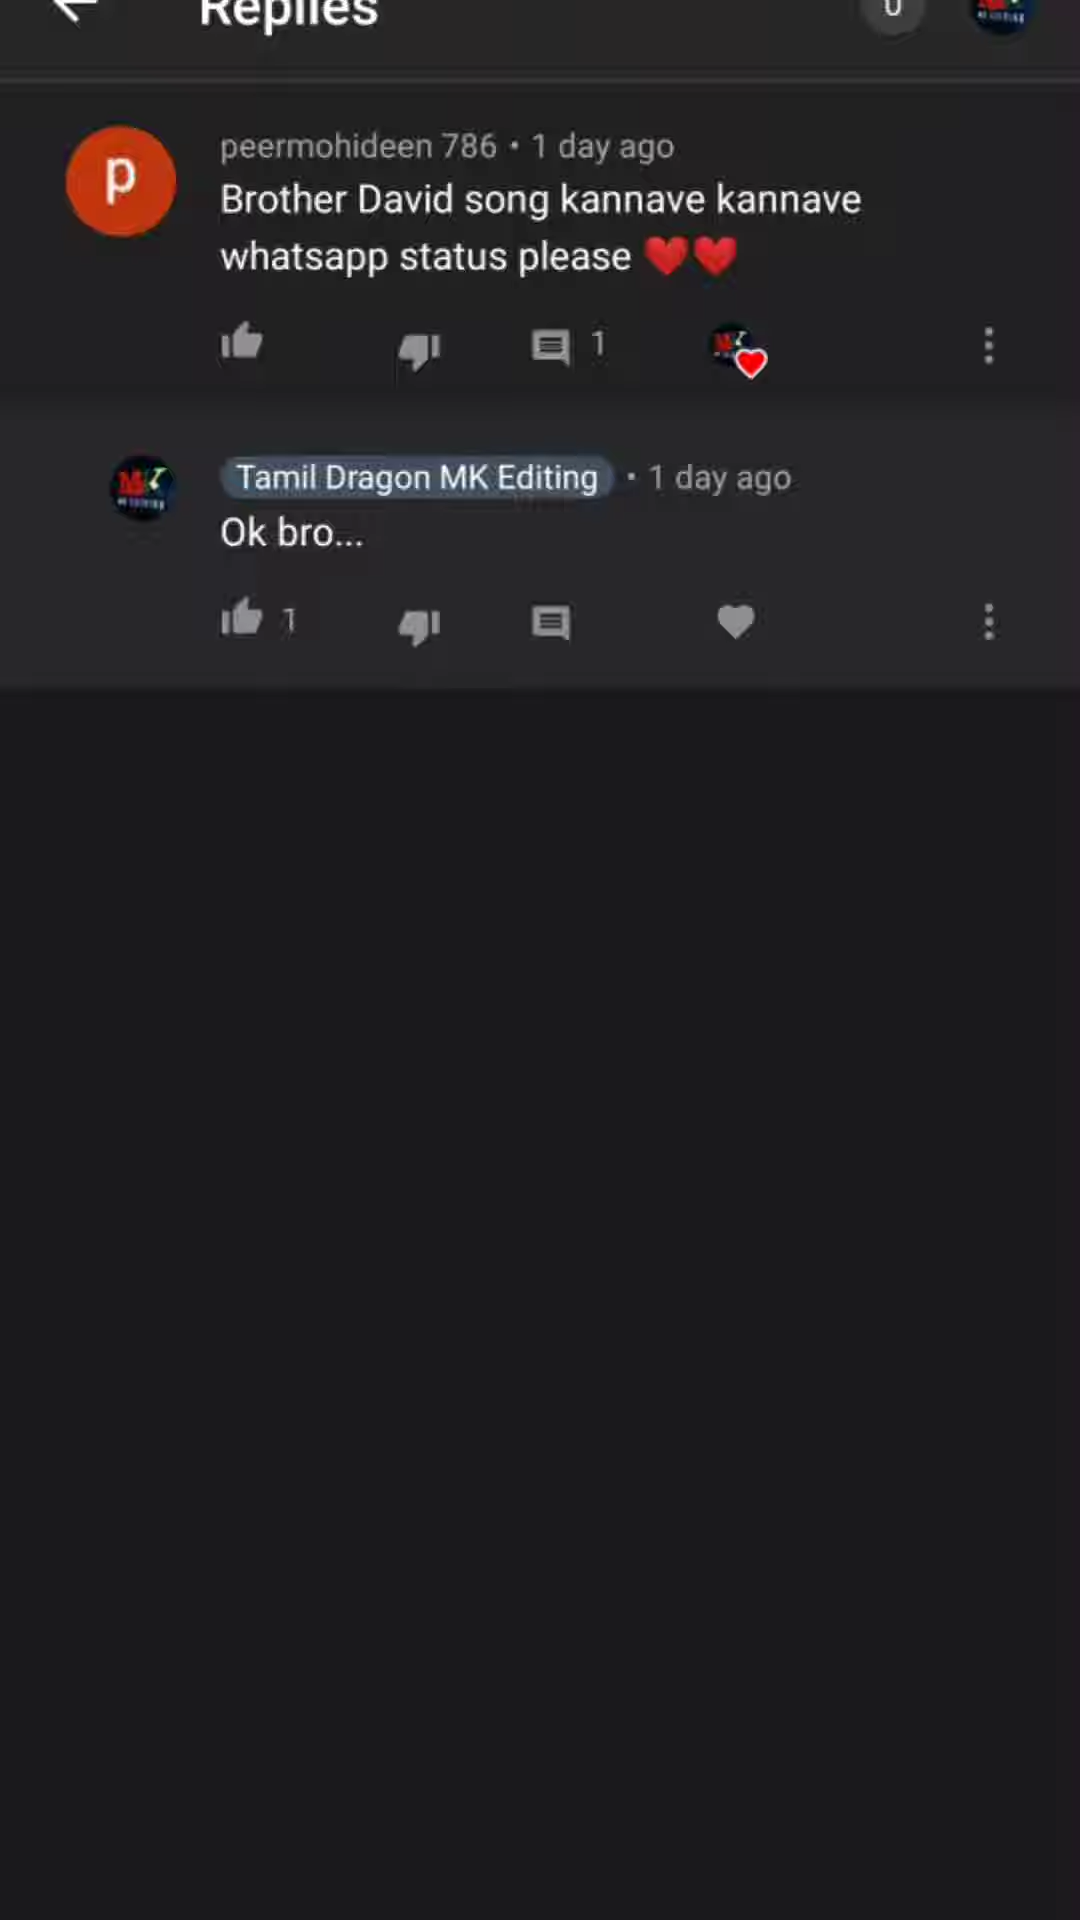 Replies
peermohideen 786 • 1 day ago
Brother David song kannave kannave
whatsapp status please ❤️❤️
1
Tamil Dragon MK Editing • 1 day ago
Ok bro...
1